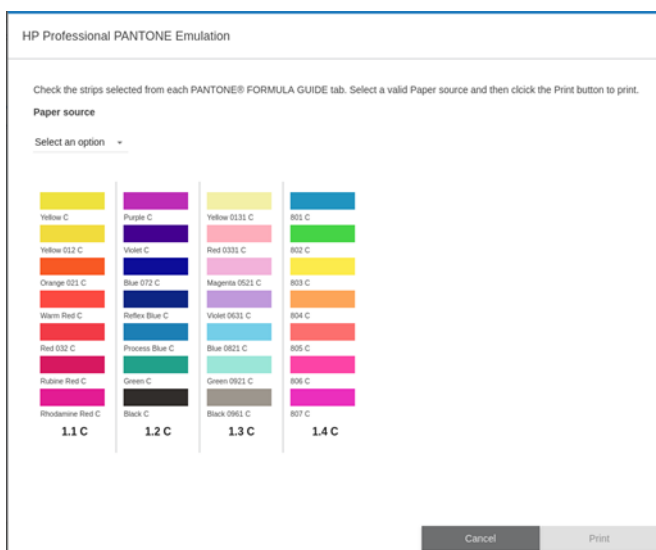 HP Professional PANTONE Emulation
Check the strips selected from each PANTONE® FORMULA GUIDE tab. Select a valid Paper source and then clcick the Print button to print.
Paper source
Select an option
Yellow C
Yellow 012 C
Orange 021 C
Warm Red C
Red 032 C
Rubine Red C
Rhodamine Red C
1.1 C
Purple C
Violet C
Blue 072 C
Reflex Blue C
Process Blue C
Green C
Black C
1.2 C
Yellow 0131 C
Red 0331 C
Magenta 0521 C
Violet 0631 C
Blue 0821 C
Green 0921 C
Black 0961 C
1.3 C
801 C
802 C
803 C
804 C
805 C
806 C
807 C
1.4 C
Cancel
Print